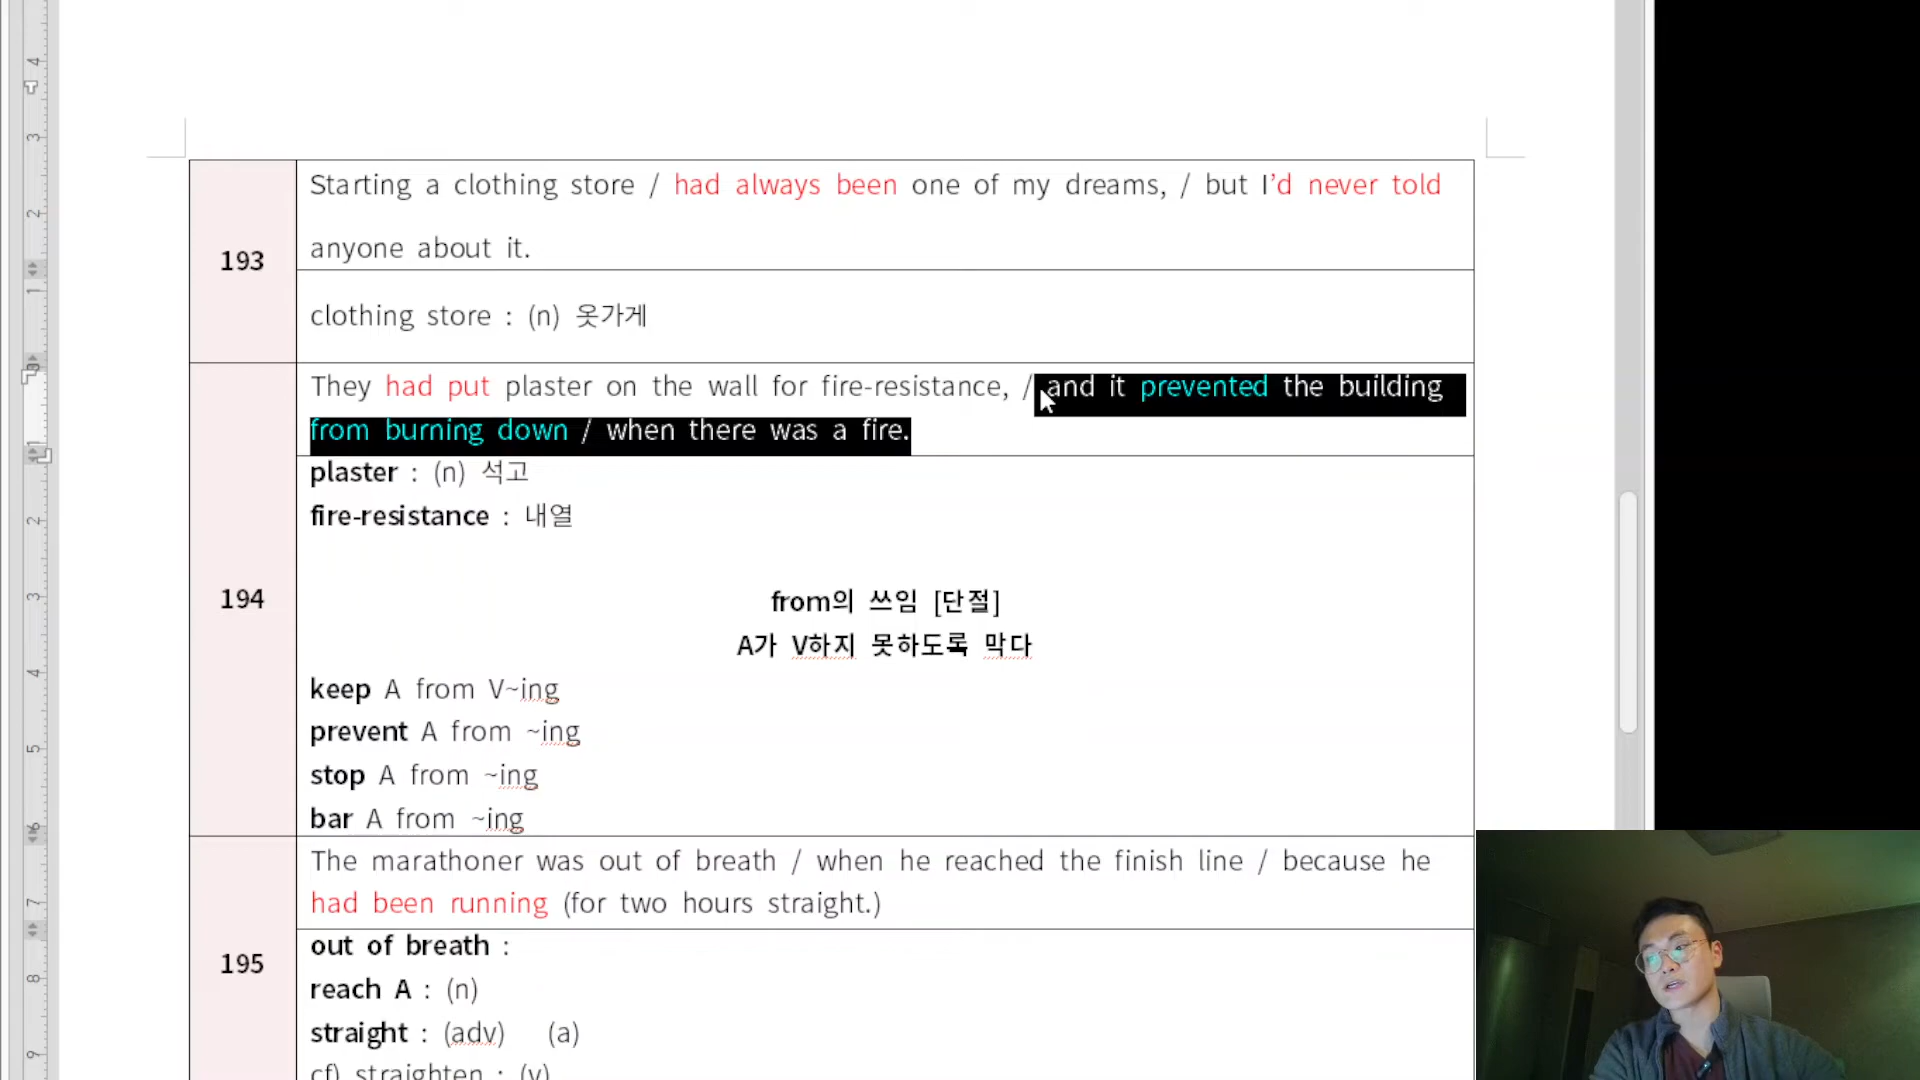 Starting a clothing store / had always been one of my dreams, / but I'd never told
anyone about it.
193
clothing store : (n) 옷가게
They had put plaster on the wall for fire-resistance, / and it prevented the building
from burning down / when there was a fire.
plaster : (n) 석고
fire-resistance : 내열
194
from의 쓰임 [단절]
A가 V하지 못하도록 막다
keep A from V~ing
prevent A from ~ing
stop A from ~ing
bar A from ~ing
The marathoner was out of breath / when he reached the finish line / because he
had been running (for two hours straight.)
195
out of breath :
reach A : (n)
straight : (adv) (a)
cf) straighten : (v)